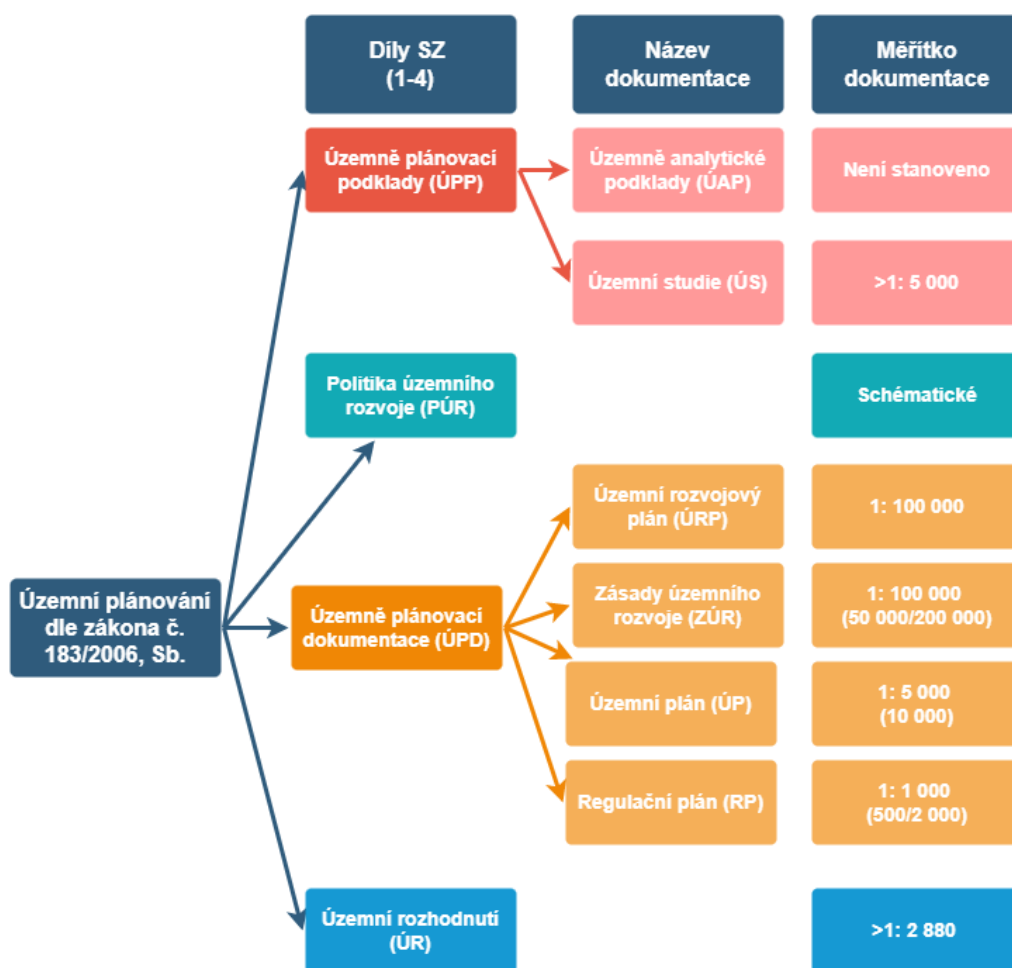 Díly SZ
(1-4)
Název
dokumentace
Měřítko
dokumentace
Územně plánovací
podklady (ÚPP)
Územně analytické
podklady (ÚAP)
Není stanoveno
Územní studie (ÚS)
>1: 5 000
Politika územního
rozvoje (PÚR)
Schématické
Územní rozvojový
plán (ÚRP)
1: 100 000
Územní plánování
dle zákona č.
183/2006, Sb.
Územně plánovací
dokumentace (ÚPD)
Zásady územního
rozvoje (ZÚR)
1: 100 000
(50 000/200 000)
Územní plán (ÚP)
1: 5 000
(10 000)
Regulační plán (RP)
1: 1 000
(500/2 000)
Územní rozhodnutí
(ÚR)
>1: 2 880